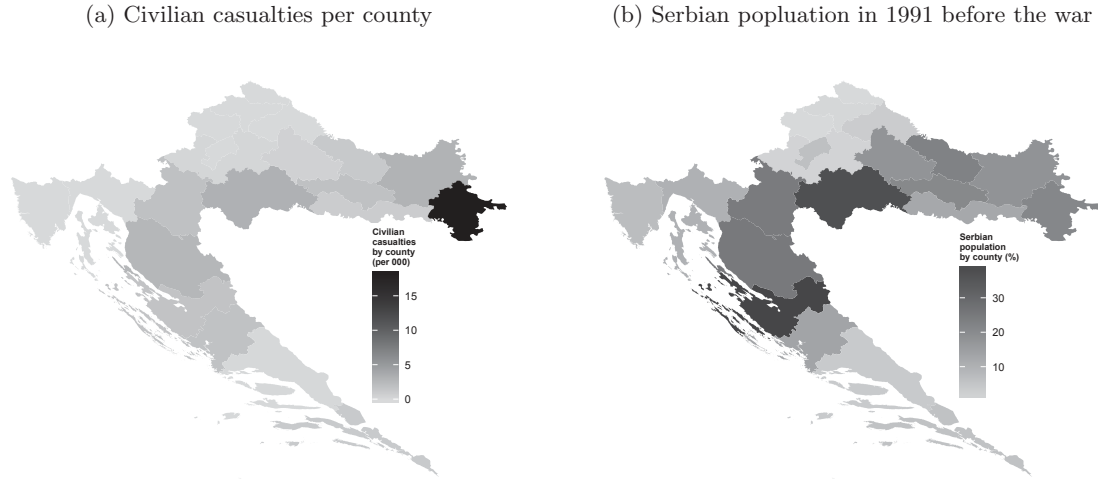 (a) Civilian casualties per county
(b) Serbian popluation in 1991 before the war
Civilian
casualties
by county
(per 000)
15
10
5
0
Serbian
population
by county (%)
30
20
10